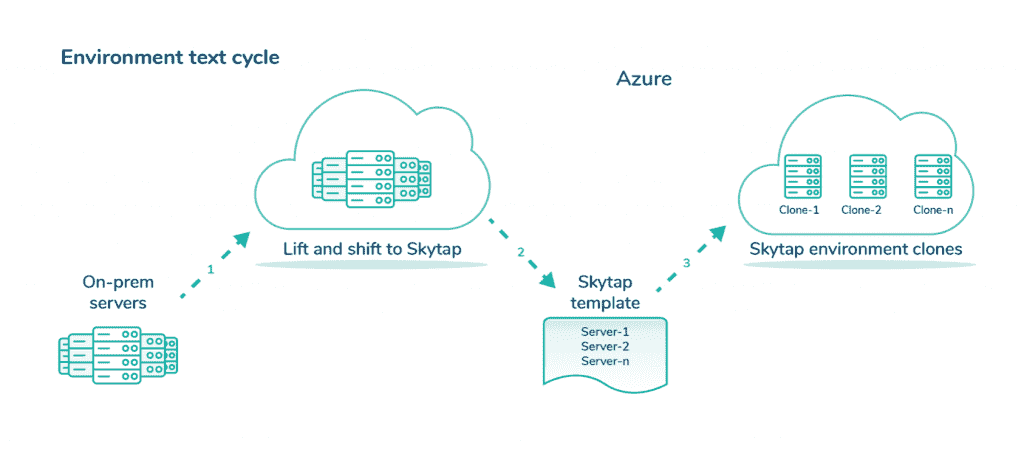 Environment text cycle
Azure
Clone-1
Clone-2
Clone-n
Lift and shift to Skytap
Skytap environment clones
1
2
3
On-prem
servers
Skytap
template
Server-1
Server-2
Server-n